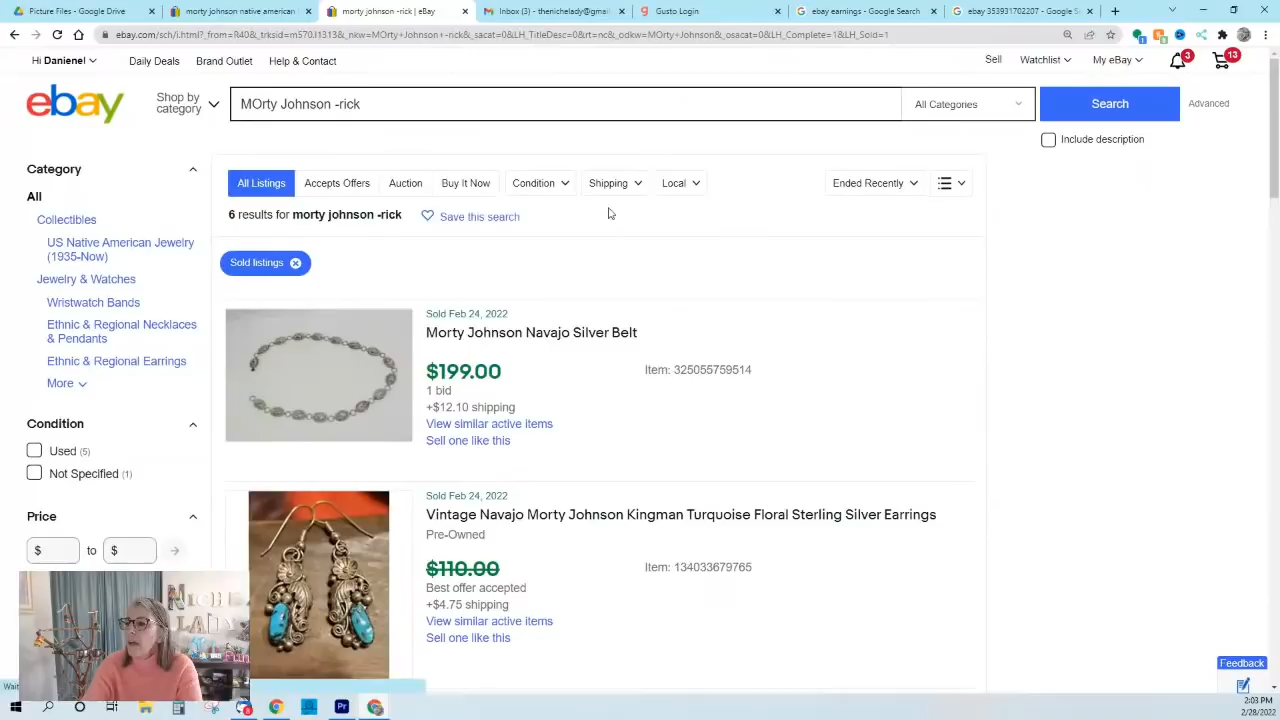 Picture Files - Google Drive
morty johnson native american
morty johnson -rick | eBay
Inbox (3) - thenichelady@gmail
Gusto Login
ebay earnings - Google Search
ebay 353931702207 - Google S
ebay.com/sch/i.html?_from=R40&_trksid=m570.l1313&_nkw=MOrty+Johnson+-rick&_sacat=0&LH_TitleDesc=0&rt=nc&_odkw=MOrty+Johnson&_osacat=0&LH_Complete=1&LH_Sold=1
Hi Daniene!
Daily Deals
Brand Outlet
Help & Contact
Sell
Watchlist
My eBay
3
13
ebay
Shop by
category
MOrty Johnson -rick
All Categories
Search
Advanced
Include description
Category
All
Collectibles
US Native American Jewelry
(1935-Now)
Jewelry & Watches
Wristwatch Bands
Ethnic & Regional Necklaces
& Pendants
Ethnic & Regional Earrings
More
Condition
Used (5)
Not Specified (1)
Price
$
to
$
All Listings
Accepts Offers
Auction
Buy It Now
Condition
Shipping
Local
Ended Recently
6 results for morty johnson -rick
Save this search
Sold listings
Sold Feb 24, 2022
Morty Johnson Navajo Silver Belt
$199.00
Item: 325055759514
1 bid
+$12.10 shipping
View similar active items
Sell one like this
Sold Feb 24, 2022
Vintage Navajo Morty Johnson Kingman Turquoise Floral Sterling Silver Earrings
Pre-Owned
$110.00
Item: 134033679765
Best offer accepted
+$4.75 shipping
View similar active items
Sell one like this
Feedback
2:03 PM
2/28/2022